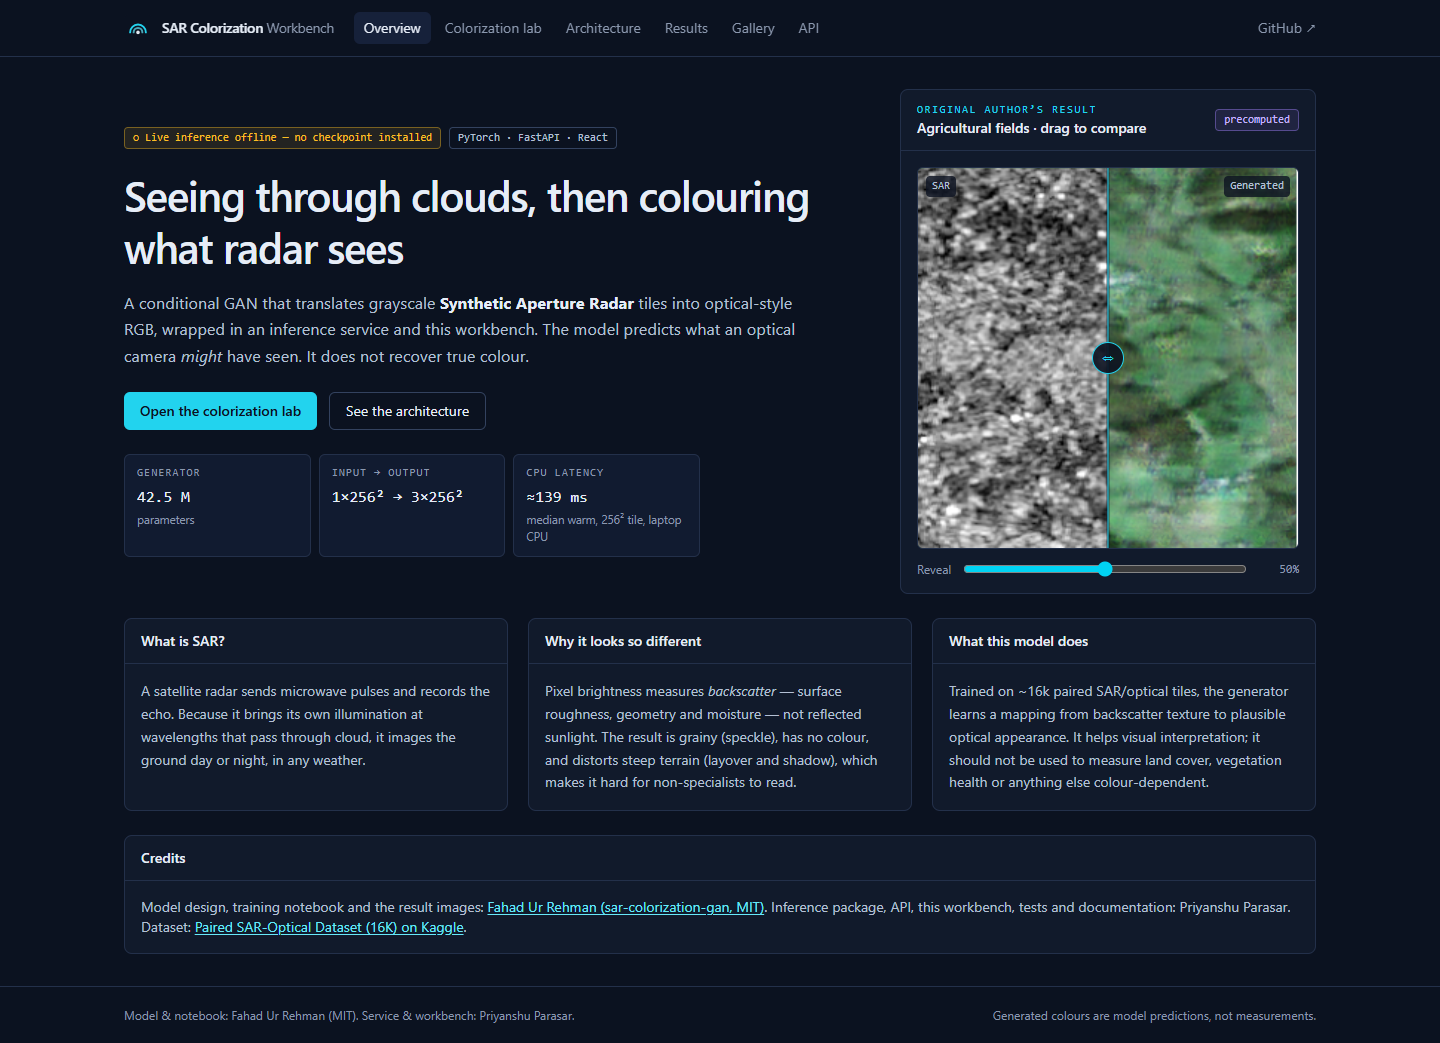 SAR Colorization Workbench
Overview
Colorization lab
Architecture
Results
Gallery
API
GitHub ↗
o Live inference offline — no checkpoint installed
PyTorch · FastAPI · React
Seeing through clouds, then colouring
what radar sees
A conditional GAN that translates grayscale Synthetic Aperture Radar tiles into optical-style
RGB, wrapped in an inference service and this workbench. The model predicts what an optical
camera might have seen. It does not recover true colour.
Open the colorization lab
See the architecture
GENERATOR
42.5 M
parameters
INPUT → OUTPUT
1×256² → 3×256²
CPU LATENCY
≈139 ms
median warm, 256² tile, laptop
CPU
ORIGINAL AUTHOR'S RESULT
Agricultural fields · drag to compare
precomputed
SAR
Generated
⇔
Reveal
50%
What is SAR?
A satellite radar sends microwave pulses and records the
echo. Because it brings its own illumination at
wavelengths that pass through cloud, it images the
ground day or night, in any weather.
Why it looks so different
Pixel brightness measures backscatter — surface
roughness, geometry and moisture — not reflected
sunlight. The result is grainy (speckle), has no colour,
and distorts steep terrain (layover and shadow), which
makes it hard for non-specialists to read.
What this model does
Trained on ~16k paired SAR/optical tiles, the generator
learns a mapping from backscatter texture to plausible
optical appearance. It helps visual interpretation; it
should not be used to measure land cover, vegetation
health or anything else colour-dependent.
Credits
Model design, training notebook and the result images: Fahad Ur Rehman (sar-colorization-gan, MIT). Inference package, API, this workbench, tests and documentation: Priyanshu Parasar.
Dataset: Paired SAR-Optical Dataset (16K) on Kaggle.
Model & notebook: Fahad Ur Rehman (MIT). Service & workbench: Priyanshu Parasar.
Generated colours are model predictions, not measurements.